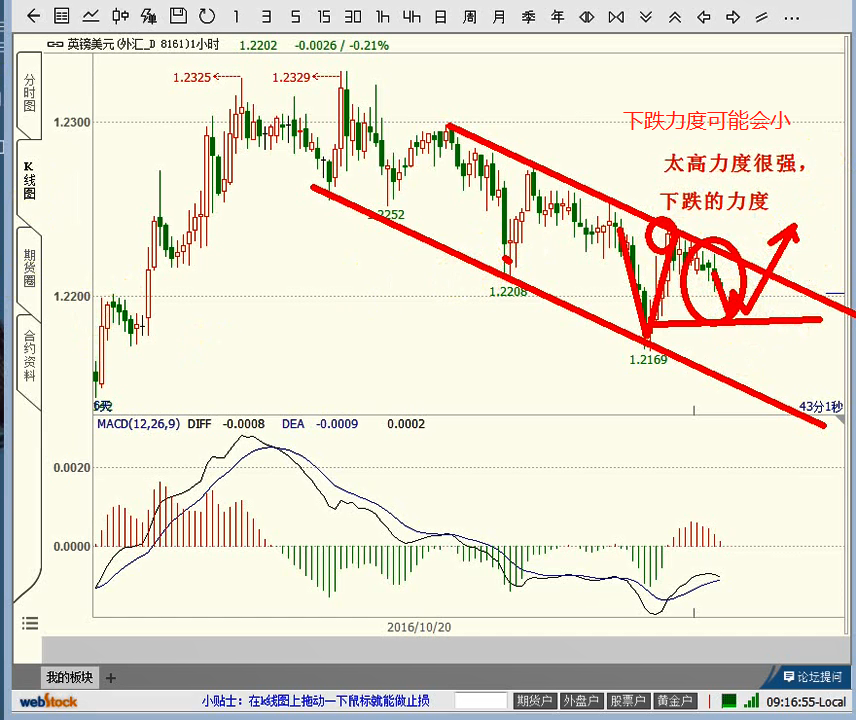 1 3 5 15 30 1h 4h 日 周 月 季 年
英镑美元(外汇_D 8161)1小时 1.2202 -0.0026 / -0.21%
分时图
K线图
期货圈
合约资料
1.2325
1.2329
1.2300
下跌力度可能会小
太高力度很强，
下跌的力度
1.2252
1.2208
1.2200
1.2169
43分1秒
MACD(12,26,9) DIFF -0.0008 DEA -0.0009 0.0002
0.0020
0.0000
2016/10/20
我的板块 +
论坛提问
webStock 小贴士：在k线图上拖动一下鼠标就能做止损 期货户 外盘户 股票户 黄金户 09:16:55-Local